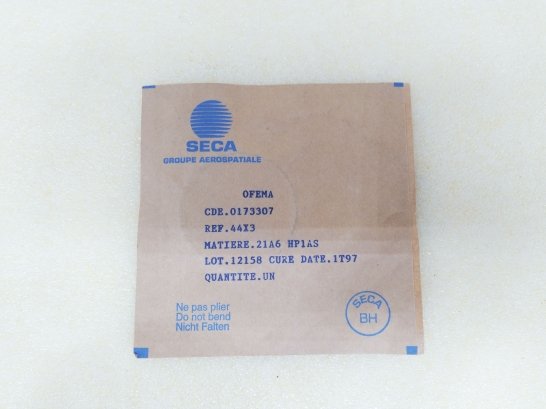 SECA
GROUPE AEROSPATIALE
OFEMA
CDE.0173307
REF.44X3
MATIERE.21A6 HP1AS
LOT.12158 CURE DATE.1T97
QUANTITE.UN
Ne pas plier
Do not bend
Nicht Falten
SECA
BH